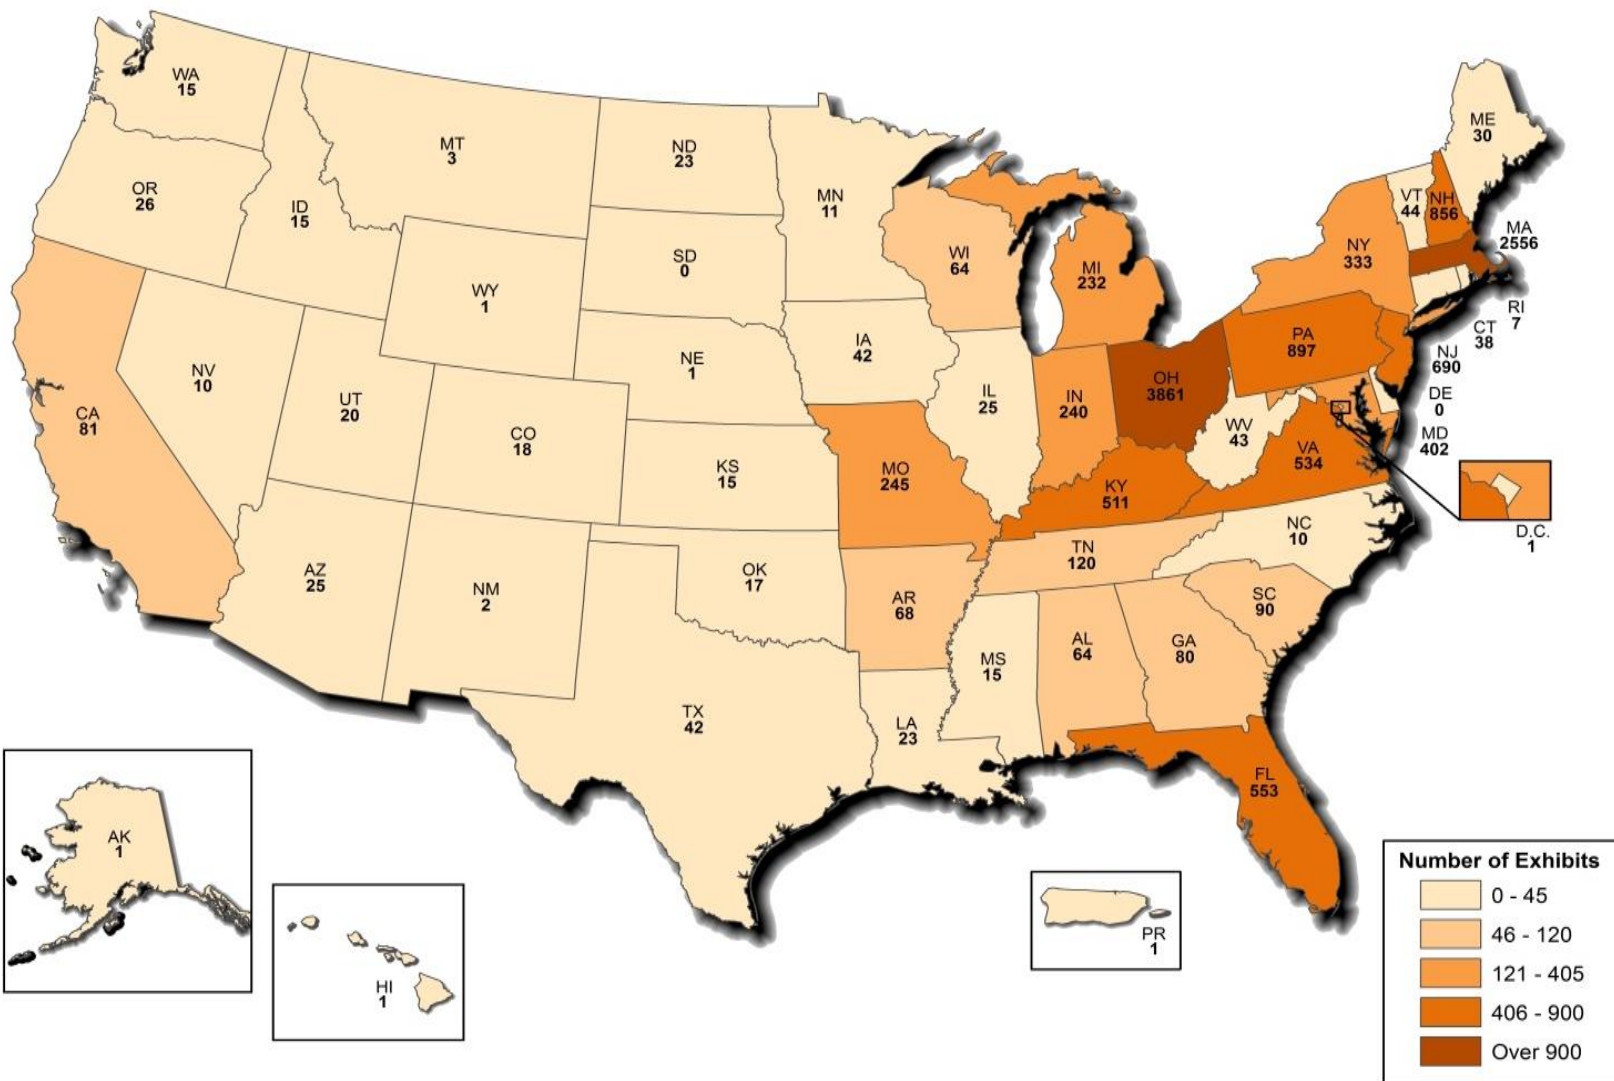 WA
15
MT
3
ND
23
MN
11
OR
26
ID
15
SD
0
WY
1
WI
64
MI
232
NY
333
VT
44
NH
856
ME
30
MA
2556
RI
7
CT
38
NJ
690
DE
0
MD
402
D.C.
1
PA
897
IA
42
NE
1
NV
10
UT
20
CA
81
CO
18
KS
15
IL
25
IN
240
OH
3861
WV
43
VA
534
MO
245
KY
511
NC
10
TN
120
AZ
25
NM
2
OK
17
AR
68
SC
90
MS
15
AL
64
GA
80
TX
42
LA
23
FL
553
AK
1
HI
1
PR
1
Number of Exhibits
0 - 45
46 - 120
121 - 405
406 - 900
Over 900